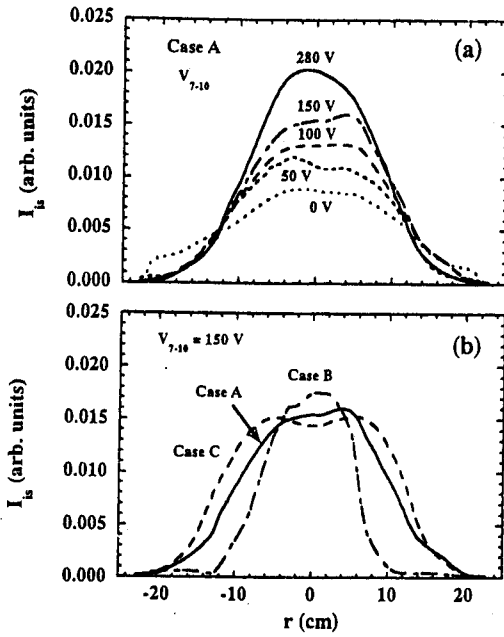 Case A
(a)
V7-10
280 V
150 V
100 V
50 V
0 V
0.025
0.020
0.015
0.010
0.005
0.000
Iis (arb. units)
V7-10 = 150 V
(b)
Case B
Case A
Case C
0.025
0.020
0.015
0.010
0.005
0.000
Iis (arb. units)
-20
-10
0
10
20
r (cm)